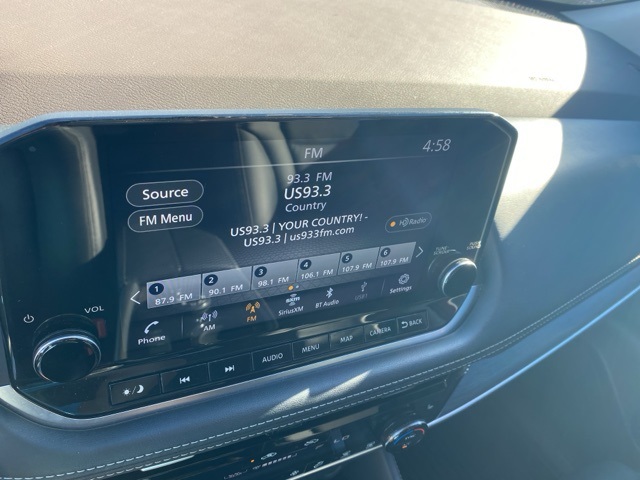 FM
4:58
93.3 FM
US93.3
Country
Source
FM Menu
US93.3 | YOUR COUNTRY! -
US93.3 | us933fm.com
HD Radio
1 2 3 4 5 6
87.9 FM 90.1 FM 98.1 FM 106.1 FM 107.9 FM 107.9 FM
Phone AM FM SiriusXM BT Audio USB1 Settings
VOL
AUDIO MENU MAP CAMERA BACK